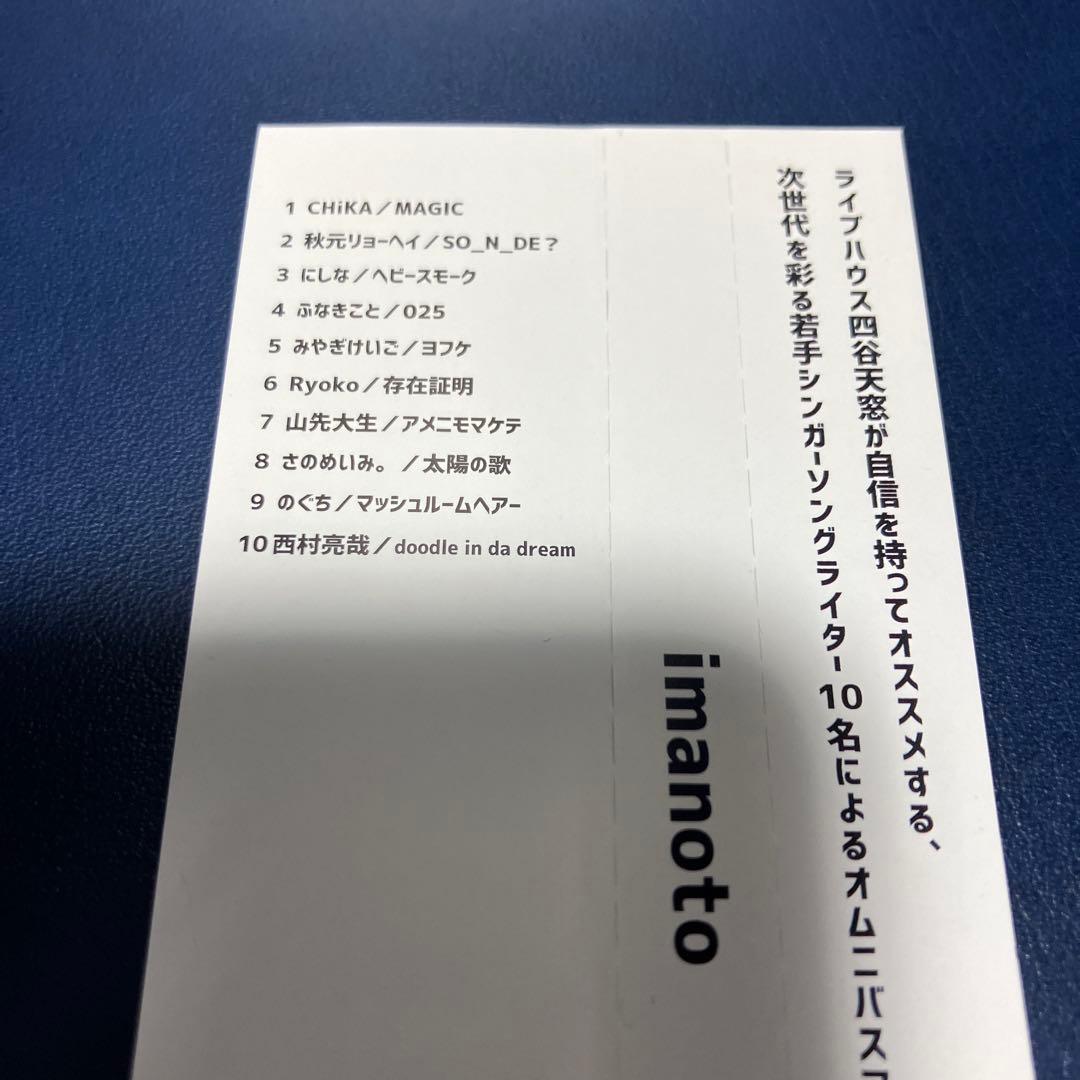 1 CHiKA／MAGIC
2 秋元リョーヘイ／SO_N_DE？
3 にしな／ヘビースモーク
4 ふなきこと／025
5 みやぎけいご／ヨフケ
6 Ryoko／存在証明
7 山先大生／アメニモマケテ
8 さのめいみ。／太陽の歌
9 のぐち／マッシュルームヘアー
10 西村亮哉／doodle in da dream
imanoto
ライブハウス四谷天窓が自信を持ってオススメする、
次世代を彩る若手シンガーソングライター10名によるオムニバス